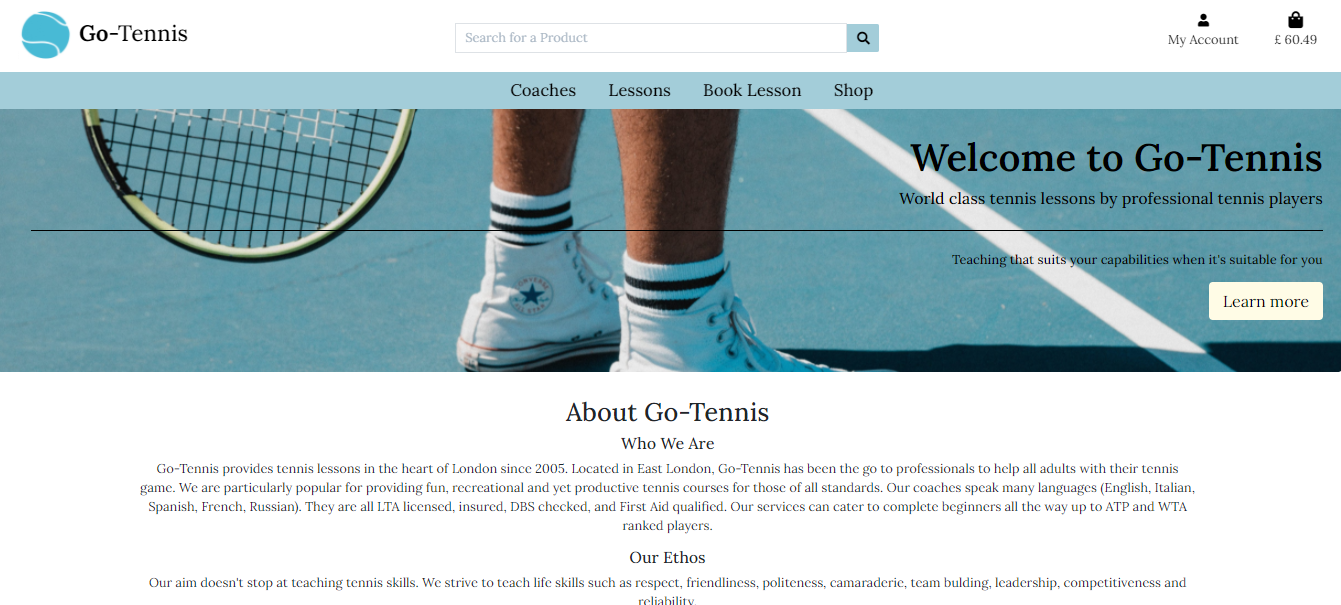 Go-Tennis
Search for a Product
My Account
£ 60.49
Coaches Lessons Book Lesson Shop
Welcome to Go-Tennis
World class tennis lessons by professional tennis players
Teaching that suits your capabilities when it's suitable for you
Learn more
About Go-Tennis
Who We Are
Go-Tennis provides tennis lessons in the heart of London since 2005. Located in East London, Go-Tennis has been the go to professionals to help all adults with their tennis
game. We are particularly popular for providing fun, recreational and yet productive tennis courses for those of all standards. Our coaches speak many languages (English, Italian,
Spanish, French, Russian). They are all LTA licensed, insured, DBS checked, and First Aid qualified. Our services can cater to complete beginners all the way up to ATP and WTA
ranked players.
Our Ethos
Our aim doesn't stop at teaching tennis skills. We strive to teach life skills such as respect, friendliness, politeness, camaraderie, team bulding, leadership, competitiveness and
reliability.